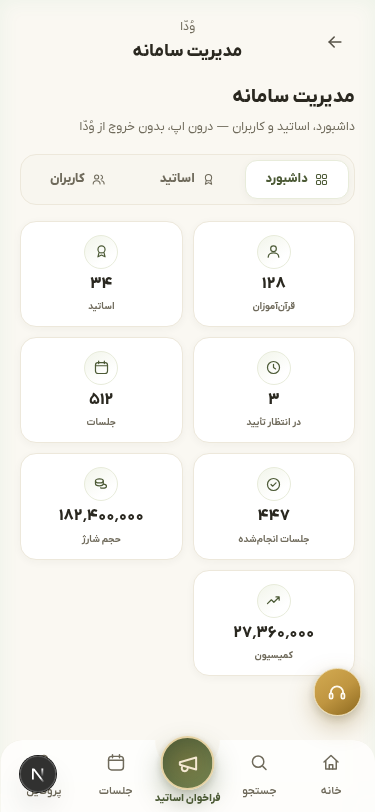 وُدّا
مدیریت سامانه
مدیریت سامانه
داشبورد، اساتید و کاربران — درون اپ، بدون خروج از وُدّا
داشبورد
اساتید
کاربران
۱۲۸
قرآن‌آموزان
۳۴
اساتید
۳
در انتظار تأیید
۵۱۲
جلسات
۴۴۷
جلسات انجام‌شده
۱۸۲٬۴۰۰٬۰۰۰
حجم شارژ
۲۷٬۳۶۰٬۰۰۰
کمیسیون
خانه
جستجو
فراخوان اساتید
جلسات
N